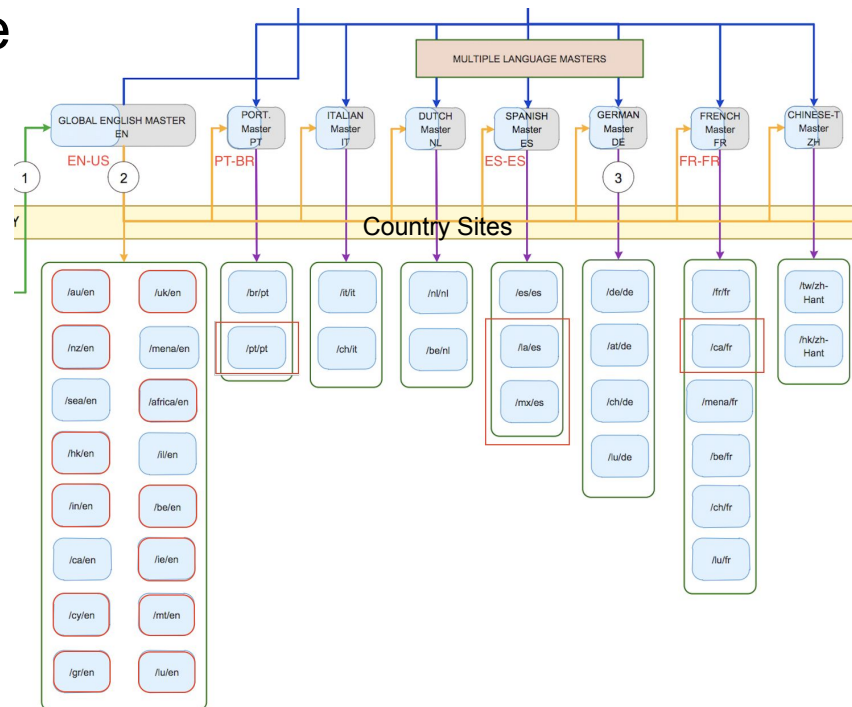 e
MULTIPLE LANGUAGE MASTERS
GLOBAL ENGLISH MASTER
EN
PORT.
Master
PT
ITALIAN
Master
IT
DUTCH
Master
NL
SPANISH
Master
ES
GERMAN
Master
DE
FRENCH
Master
FR
CHINESE-T
Master
ZH
EN-US
PT-BR
ES-ES
FR-FR
1
2
3
Y
Country Sites
/au/en
/uk/en
/nz/en
/mena/en
/sea/en
/africa/en
/hk/en
/il/en
/in/en
/be/en
/ca/en
/ie/en
/cy/en
/mt/en
/gr/en
/lu/en
/br/pt
/pt/pt
/it/it
/ch/it
/nl/nl
/be/nl
/es/es
/la/es
/mx/es
/de/de
/at/de
/ch/de
/lu/de
/fr/fr
/ca/fr
/mena/fr
/be/fr
/ch/fr
/lu/fr
/tw/zh-
Hant
/hk/zh-
Hant